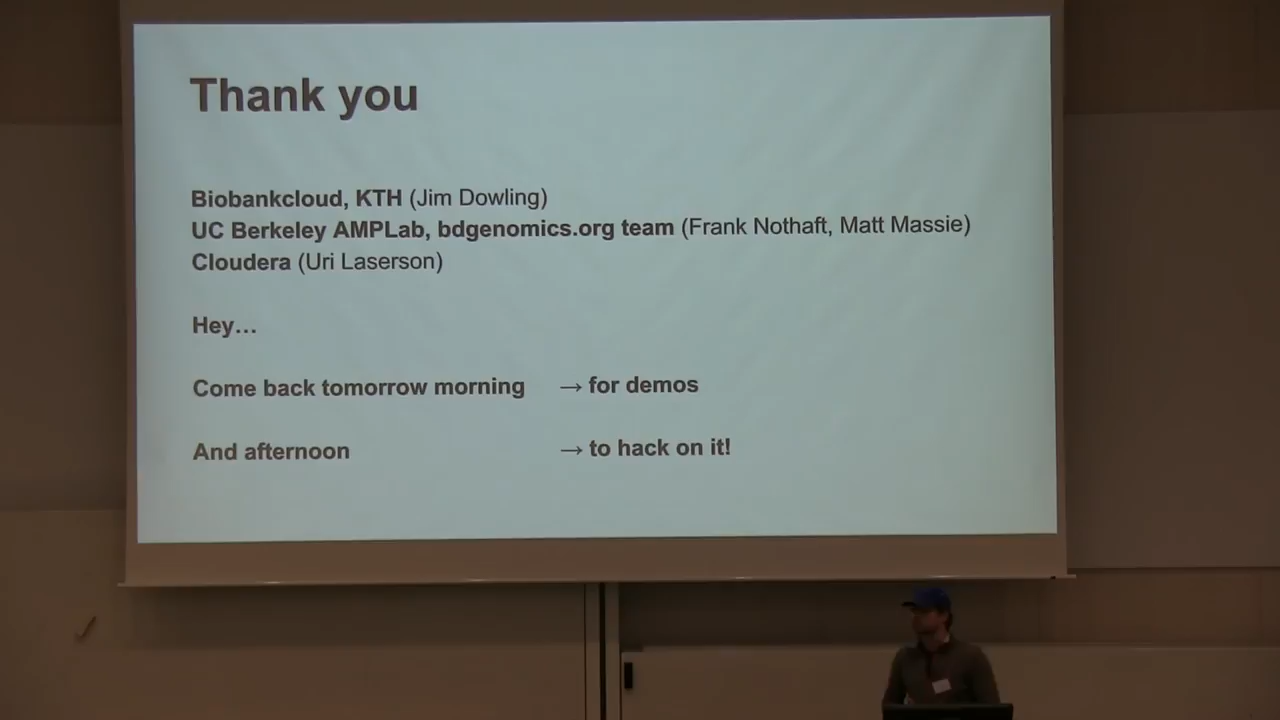 Thank you
Biobankcloud, KTH (Jim Dowling)
UC Berkeley AMPLab, bdgenomics.org team (Frank Nothaft, Matt Massie)
Cloudera (Uri Laserson)
Hey…
Come back tomorrow morning → for demos
And afternoon → to hack on it!